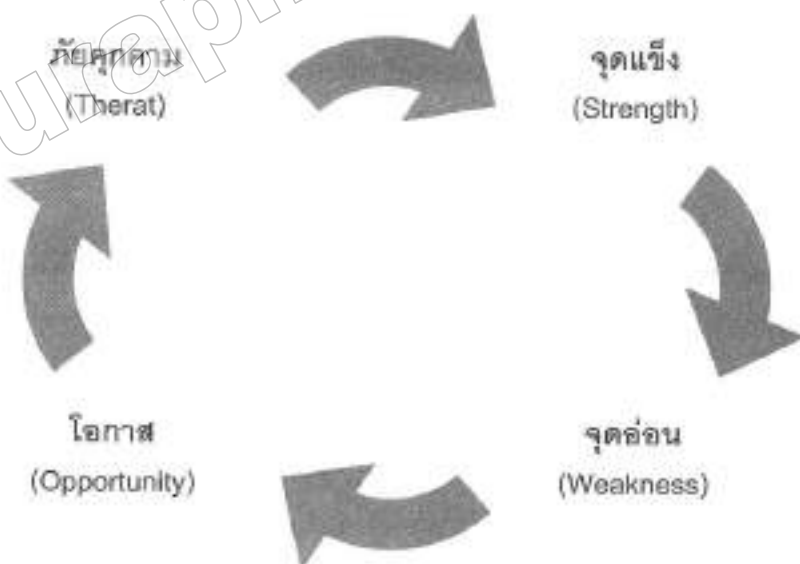 ภัยคุกคาม
(Therat)
จุดแข็ง
(Strength)
โอกาส
(Opportunity)
จุดอ่อน
(Weakness)